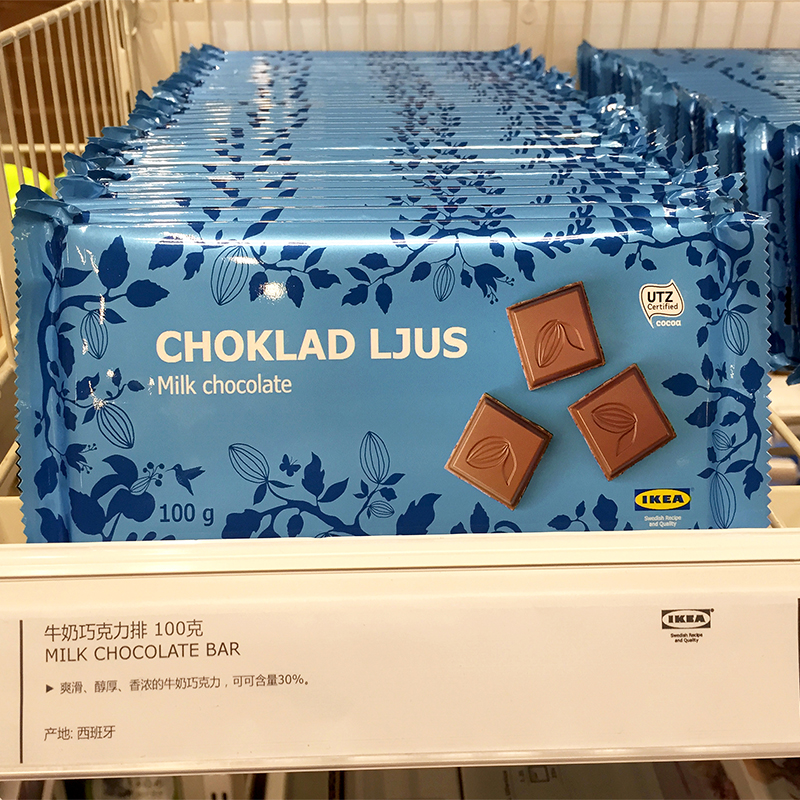 CHOKLAD LJUS
Milk chocolate
100 g
UTZ
Certified
cocoa
IKEA
Swedish Recipe
and Quality
牛奶巧克力排 100克
MILK CHOCOLATE BAR
▶ 爽滑、醇厚、香浓的牛奶巧克力，可可含量30%。
产地: 西班牙
IKEA
Swedish Recipe
and Quality